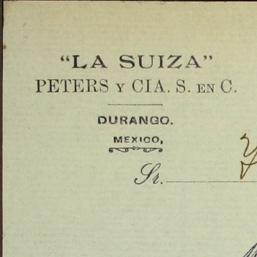 "LA SUIZA"
PETERS Y CIA. S. EN C.
DURANGO.
MEXICO,
Sr.